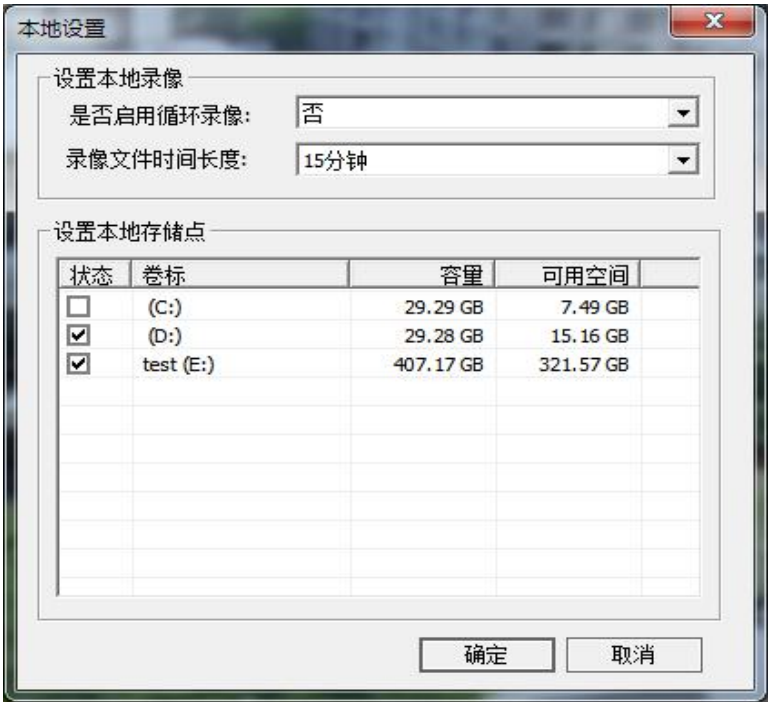 本地设置
设置本地录像
是否启用循环录像: 否
录像文件时间长度: 15分钟
设置本地存储点
状态 卷标 容量 可用空间
(C:) 29.29 GB 7.49 GB
(D:) 29.28 GB 15.16 GB
test (E:) 407.17 GB 321.57 GB
确定 取消